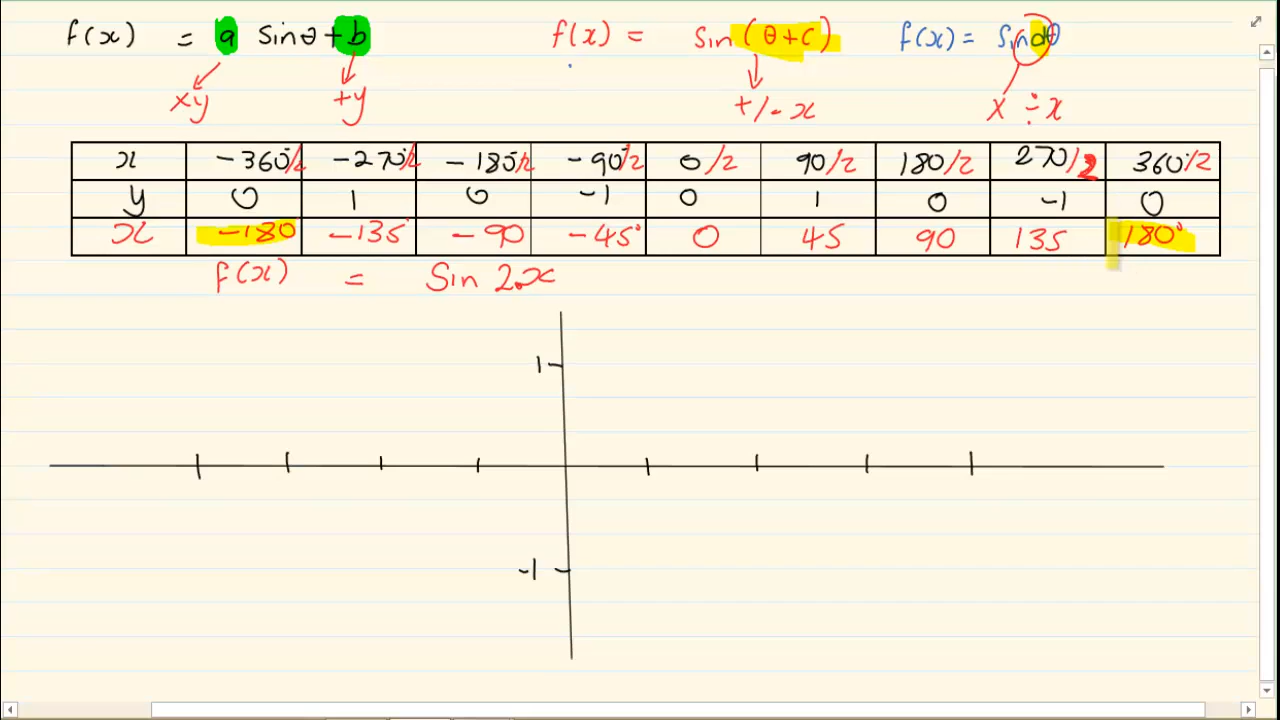 f(x) = a sinθ + b f(x) = sin (θ + c) f(x) = sin dθ
xy +y +/- x x ÷ x
x -360°/2 -270°/2 -180°/2 -90°/2 0/2 90/2 180/2 270/2 360°/2
y 0 1 0 -1 0 1 0 -1 0
x -180 -135° -90 -45° 0 45 90 135 180°
f(x) = sin 2x
1
-1